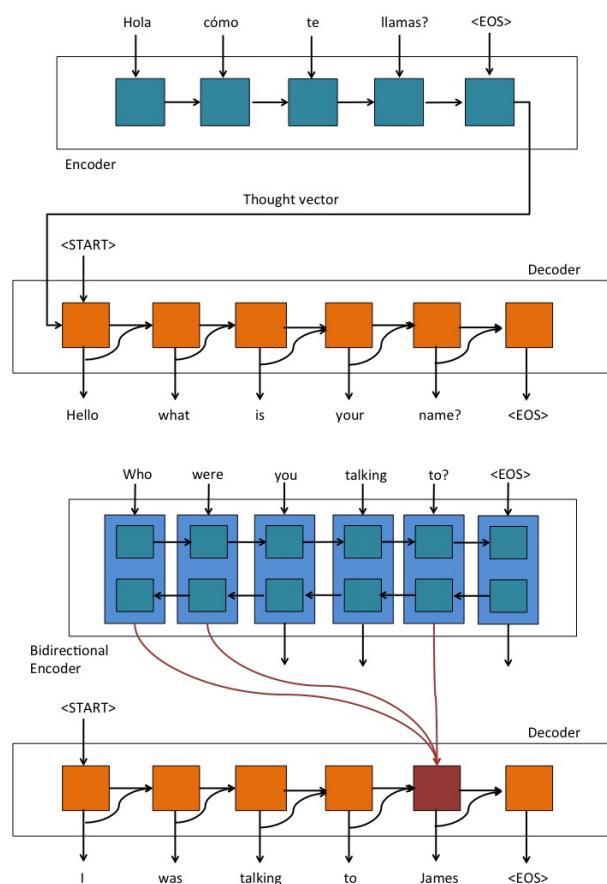 Hola cómo te llamas? <EOS>
Encoder
Thought vector
<START>
Decoder
Hello what is your name? <EOS>
Who were you talking to? <EOS>
Bidirectional
Encoder
<START>
Decoder
I was talking to James <EOS>